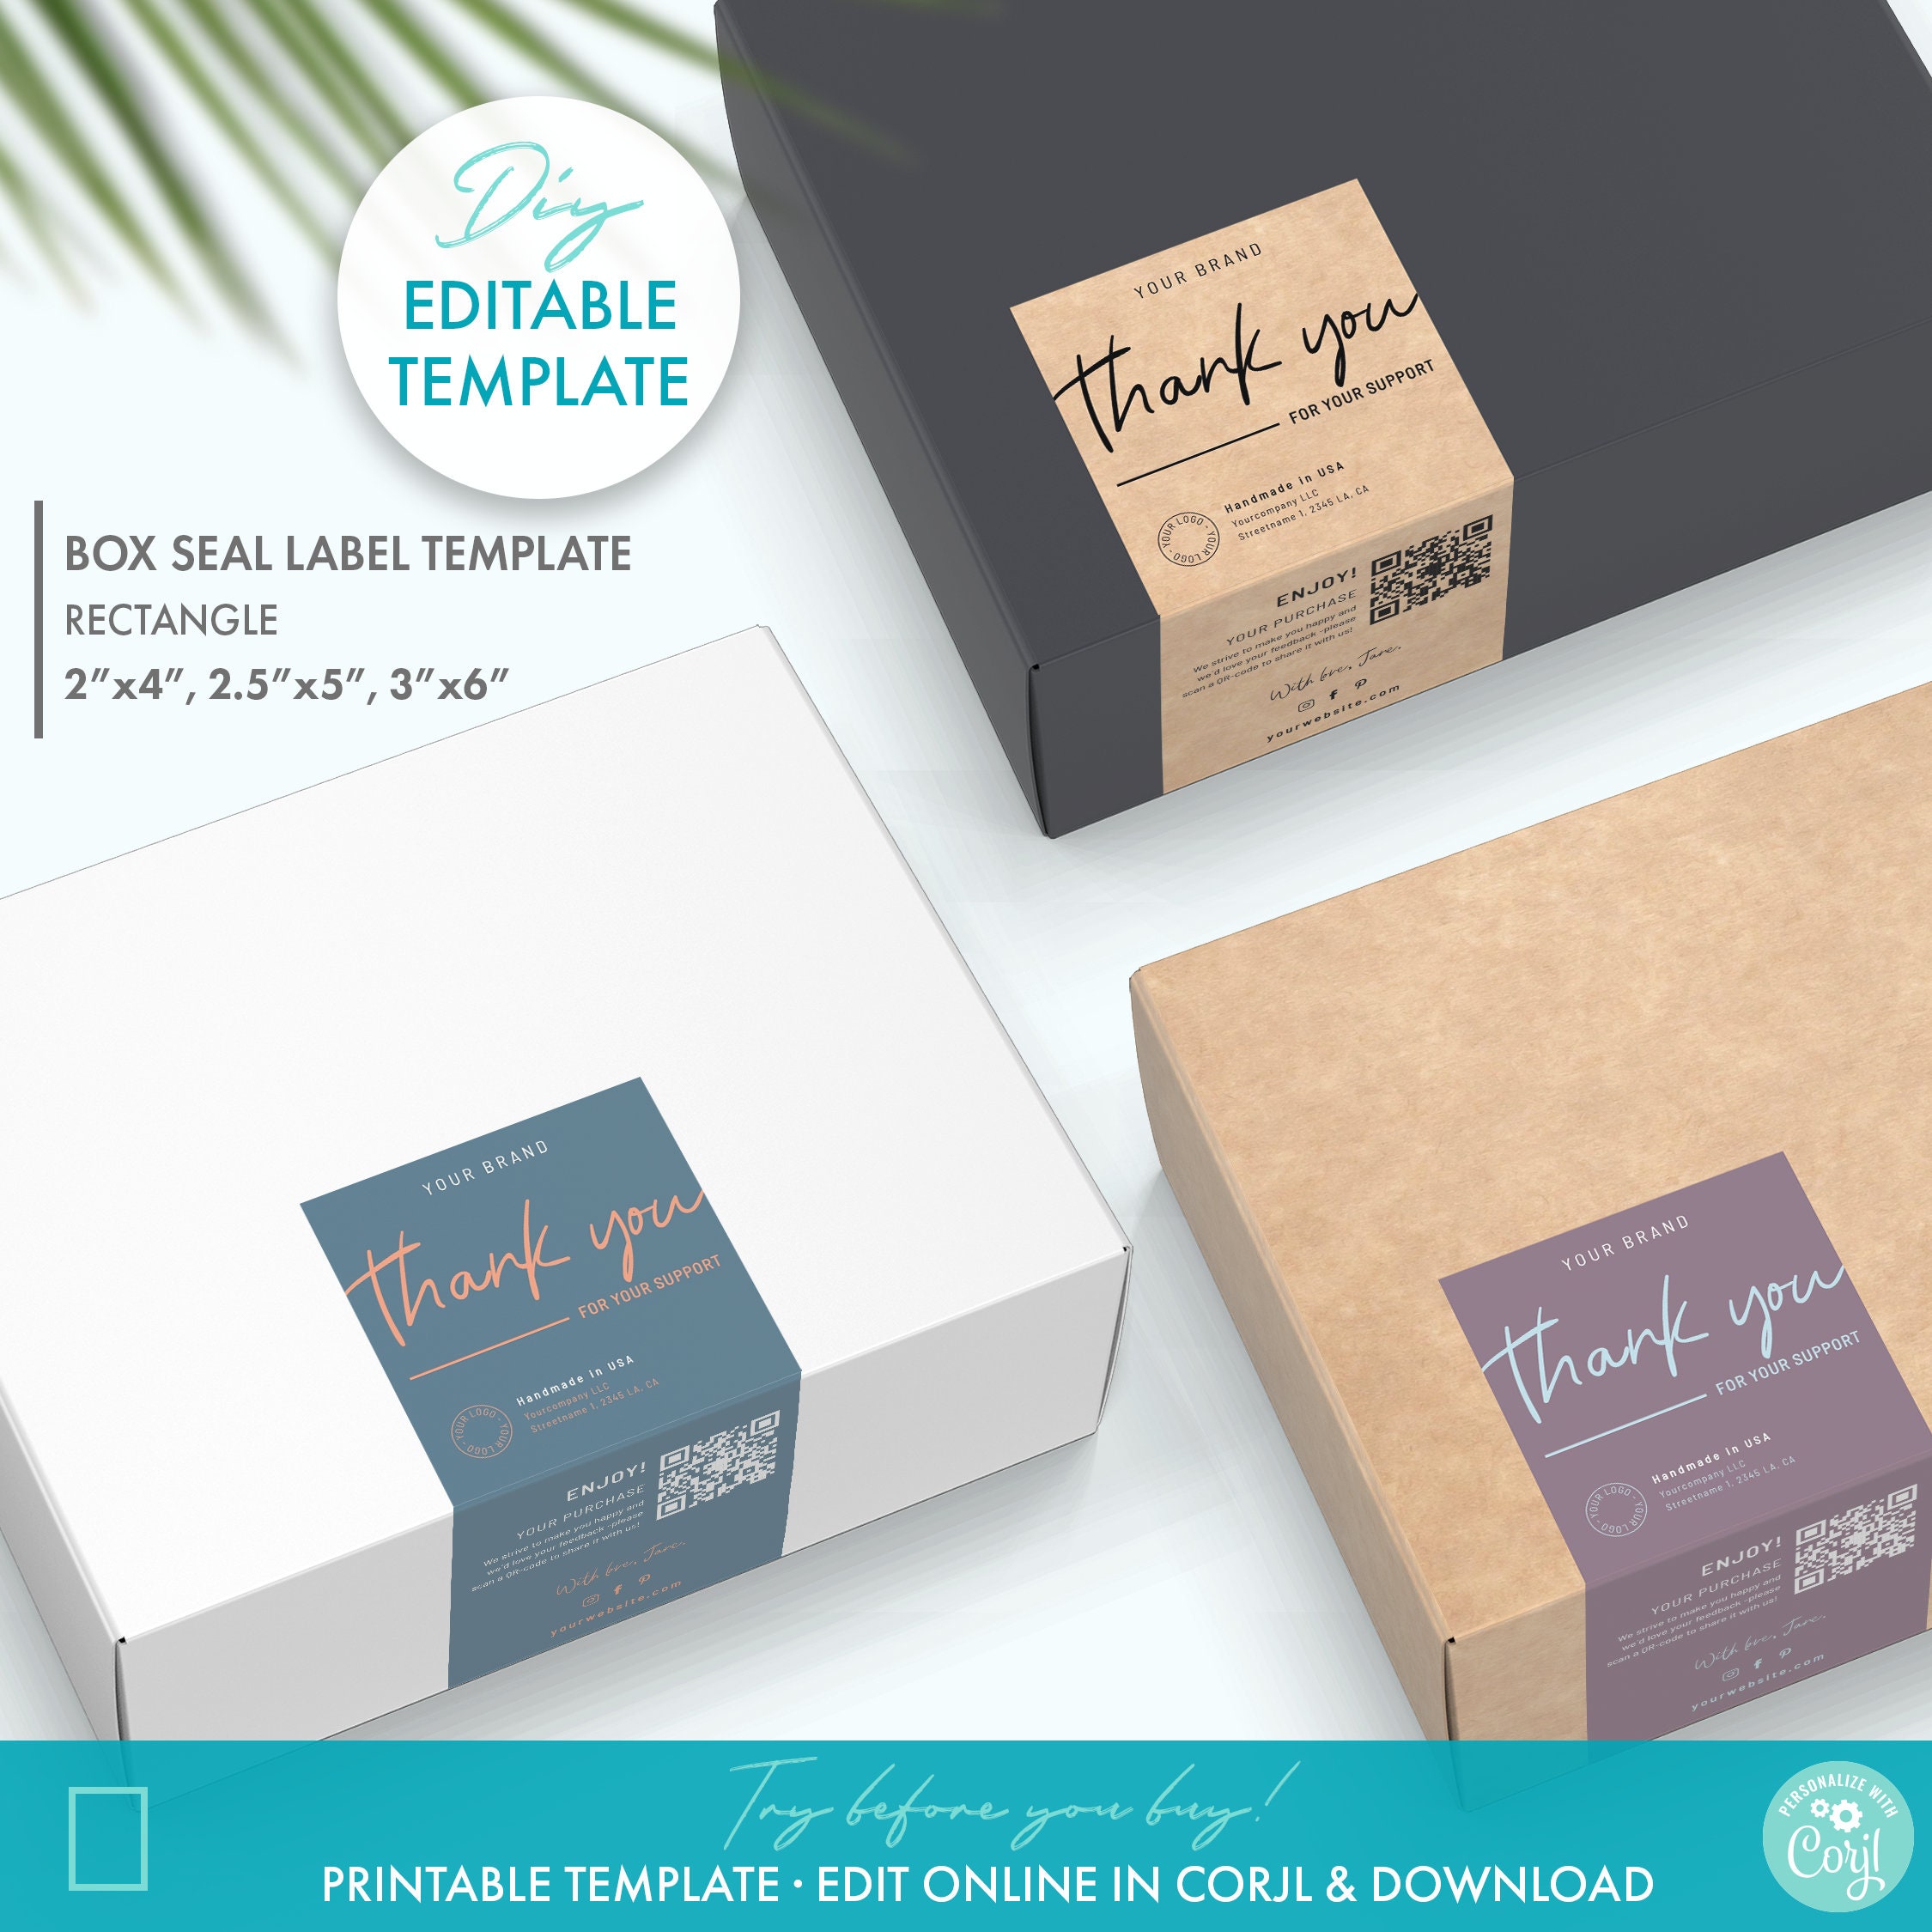 Diy
EDITABLE
TEMPLATE
BOX SEAL LABEL TEMPLATE
RECTANGLE
2”x4”, 2.5”x5”, 3”x6”
YOUR BRAND
thank you
FOR YOUR SUPPORT
Handmade in USA
Yourcompany LLC
Streetname 1, 2345 LA, CA
YOUR LOGO · YOUR LOGO ·
ENJOY!
YOUR PURCHASE
We strive to make you happy and
we'd love your feedback -please
scan a QR-code to share it with us!
With love, Jane.
yourwebsite.com
YOUR BRAND
thank you
FOR YOUR SUPPORT
Handmade in USA
Yourcompany LLC
Streetname 1, 2345 LA, CA
YOUR LOGO · YOUR LOGO ·
ENJOY!
YOUR PURCHASE
We strive to make you happy and
we'd love your feedback -please
scan a QR-code to share it with us!
With love, Jane.
yourwebsite.com
YOUR BRAND
thank you
FOR YOUR SUPPORT
Handmade in USA
Yourcompany LLC
Streetname 1, 2345 LA, CA
YOUR LOGO · YOUR LOGO ·
ENJOY!
YOUR PURCHASE
We strive to make you happy and
we'd love your feedback -please
scan a QR-code to share it with us!
With love, Jane.
yourwebsite.com
Try before you buy!
PRINTABLE TEMPLATE · EDIT ONLINE IN CORJL & DOWNLOAD
PERSONALIZE WITH
Corjl